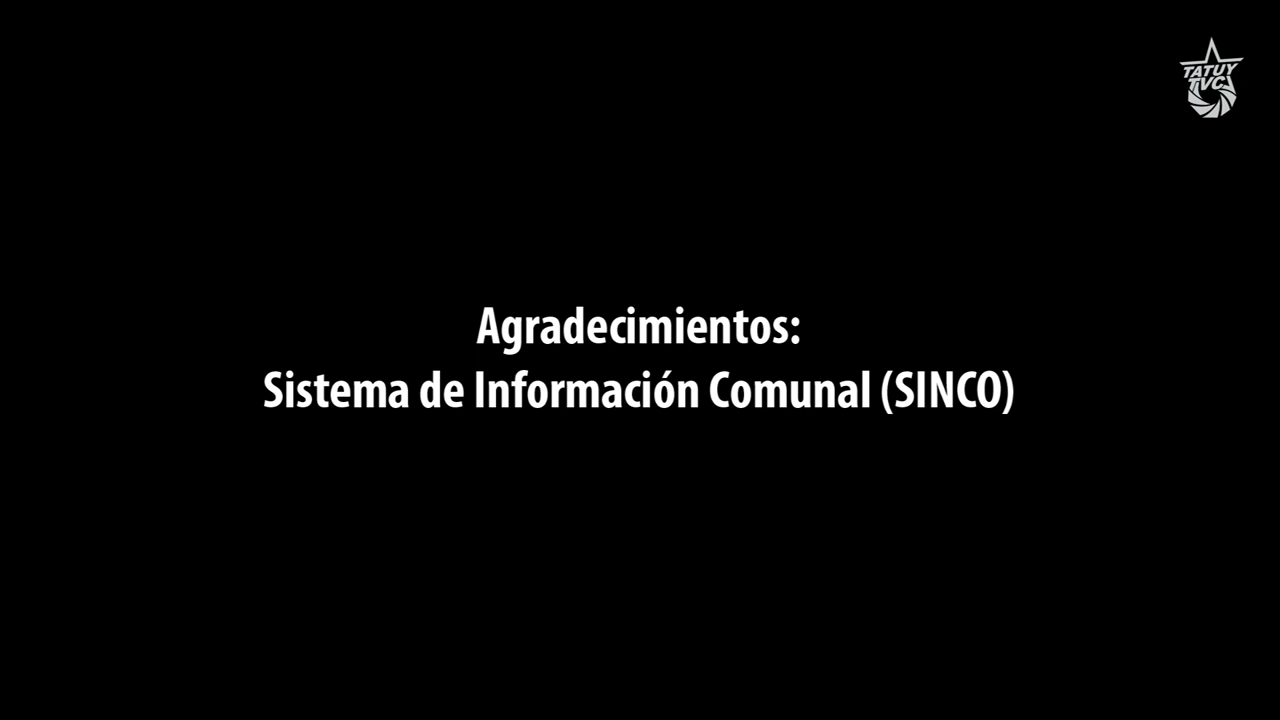 TATUY
TVC
Agradecimientos:
Sistema de Información Comunal (SINCO)